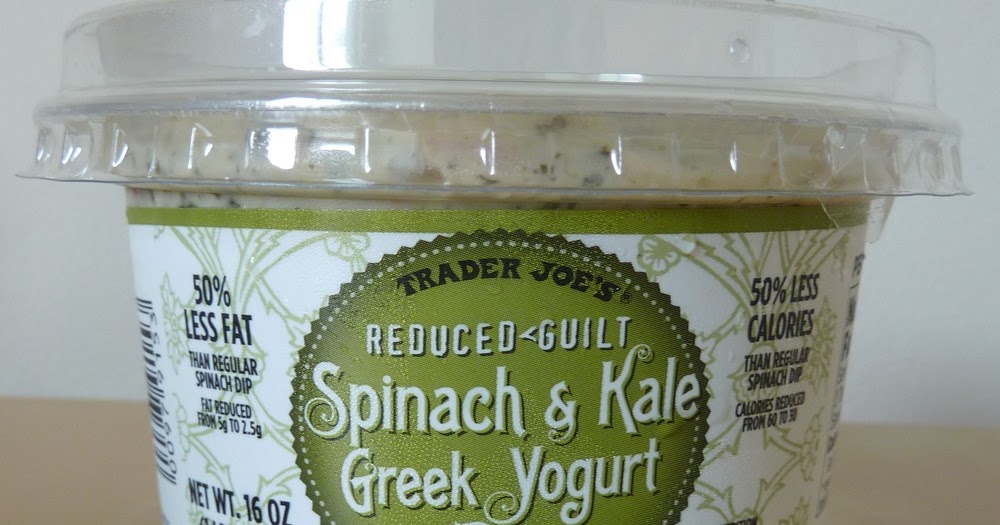 TRADER JOE'S®
REDUCED GUILT
Spinach & Kale
Greek Yogurt
50%
LESS FAT
THAN REGULAR
SPINACH DIP
FAT REDUCED
FROM 5g TO 2.5g
NET WT. 16 OZ
50% LESS
CALORIES
THAN REGULAR
SPINACH DIP
CALORIES REDUCED
FROM 60 TO 30